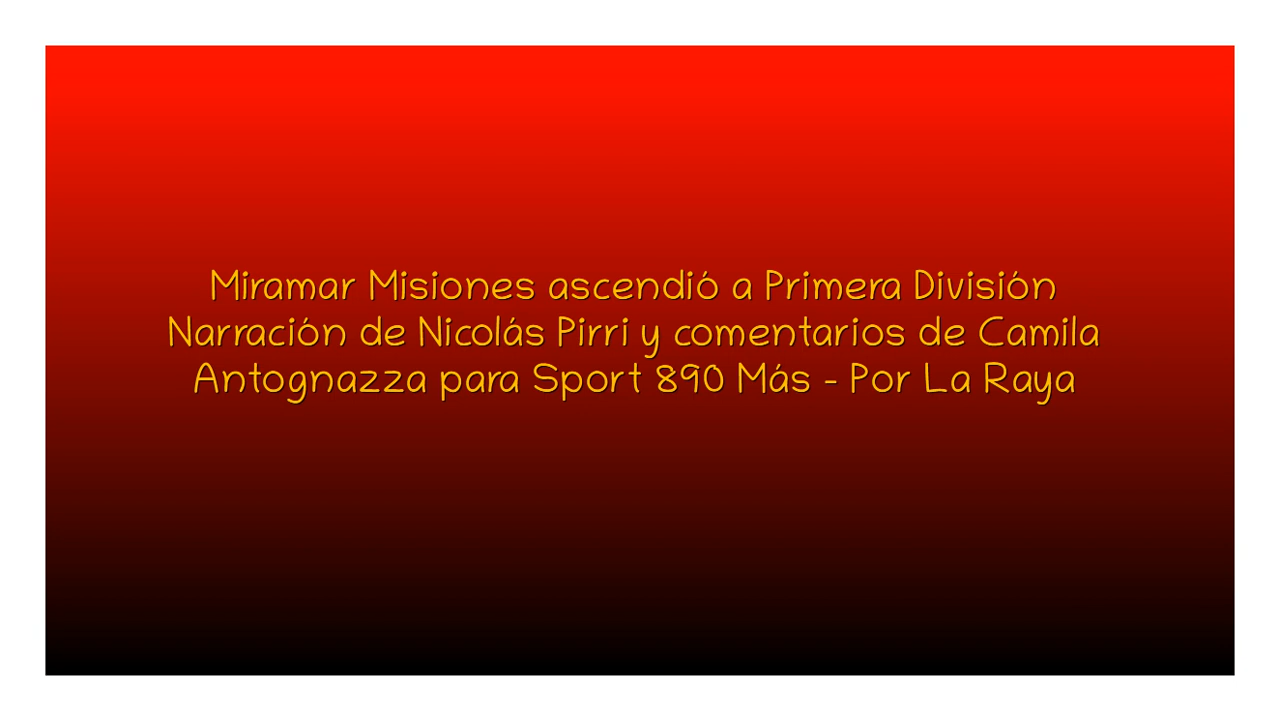 Miramar Misiones ascendió a Primera División
Narración de Nicolás Pirri y comentarios de Camila
Antognazza para Sport 890 Más - Por La Raya